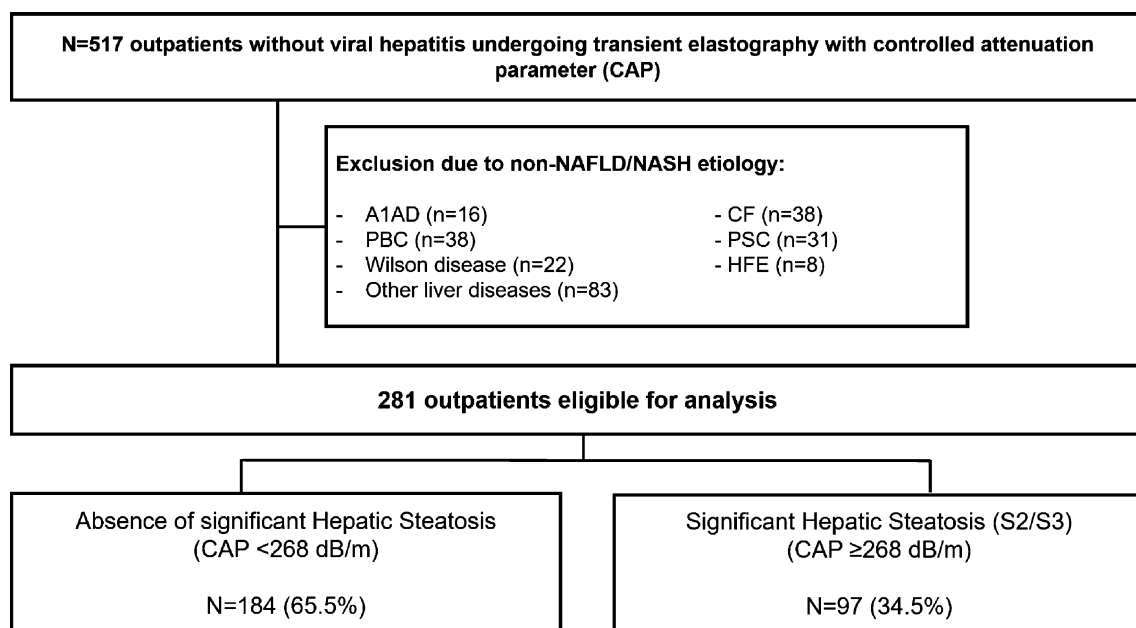 N=517 outpatients without viral hepatitis undergoing transient elastography with controlled attenuation
parameter (CAP)
Exclusion due to non-NAFLD/NASH etiology:
- A1AD (n=16)
- PBC (n=38)
- Wilson disease (n=22)
- Other liver diseases (n=83)
- CF (n=38)
- PSC (n=31)
- HFE (n=8)
281 outpatients eligible for analysis
Absence of significant Hepatic Steatosis
(CAP <268 dB/m)
N=184 (65.5%)
Significant Hepatic Steatosis (S2/S3)
(CAP ≥268 dB/m)
N=97 (34.5%)